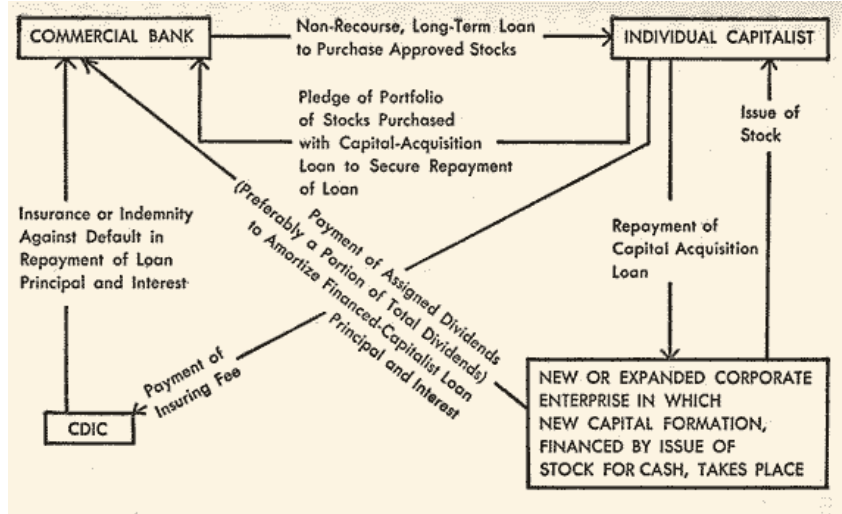 COMMERCIAL BANK
Non-Recourse, Long-Term Loan
to Purchase Approved Stocks
INDIVIDUAL CAPITALIST
Pledge of Portfolio
of Stocks Purchased
with Capital-Acquisition
Loan to Secure Repayment
of Loan
Issue of
Stock
Insurance or Indemnity
Against Default in
Repayment of Loan
Principal and Interest
Repayment of
Capital Acquisition
Loan
Payment of Assigned Dividends
(Preferably a Portion of Total Dividends)
to Amortize Financed-Capitalist Loan
Principal and Interest
Payment of
Insuring Fee
CDIC
NEW OR EXPANDED CORPORATE
ENTERPRISE IN WHICH
NEW CAPITAL FORMATION,
FINANCED BY ISSUE OF
STOCK FOR CASH, TAKES PLACE